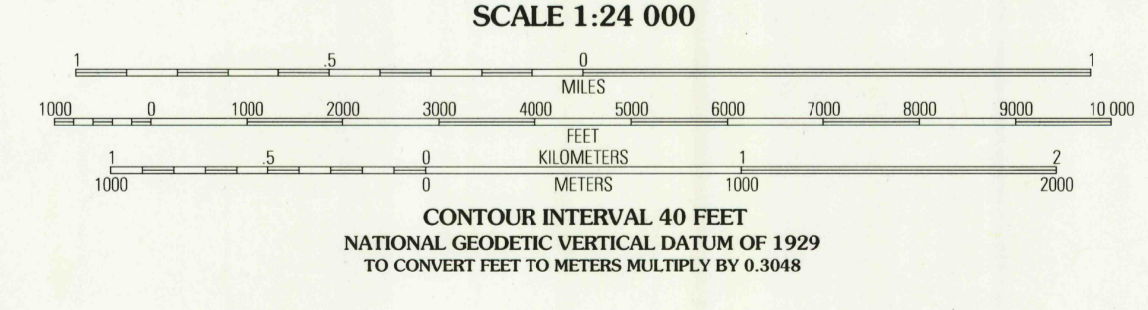 SCALE 1:24 000
1 .5 0 1
MILES
1000 0 1000 2000 3000 4000 5000 6000 7000 8000 9000 10 000
FEET
1 .5 0 KILOMETERS 1 2
1000 0 METERS 1000 2000
CONTOUR INTERVAL 40 FEET
NATIONAL GEODETIC VERTICAL DATUM OF 1929
TO CONVERT FEET TO METERS MULTIPLY BY 0.3048